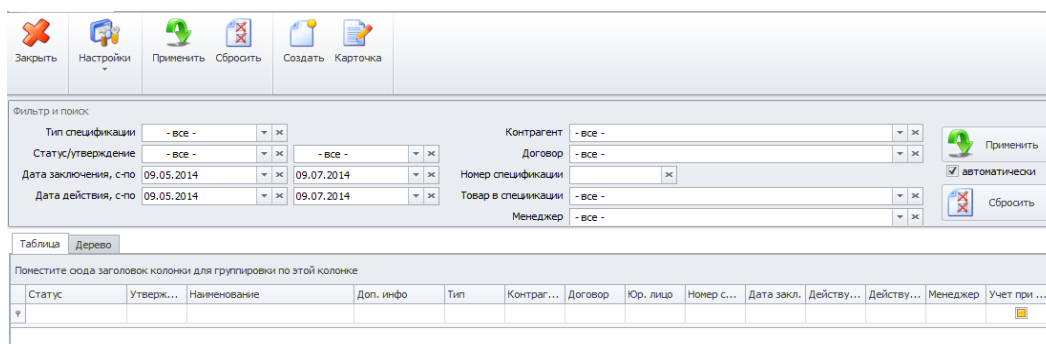 Закрыть Настройки Применить Сбросить Создать Карточка
Фильтр и поиск
Тип спецификации - все - Контрагент - все -
Статус/утверждение - все - - все - Договор - все -
Применить
Дата заключения, с-по 09.05.2014 09.07.2014 Номер спецификации
автоматически
Дата действия, с-по 09.05.2014 09.07.2014 Товар в специикации - все -
Сбросить
Менеджер - все -
Таблица Дерево
Поместите сюда заголовок колонки для группировки по этой колонке
Статус Утверж... Наименование Доп. инфо Тип Контраг... Договор Юр. лицо Номер с... Дата закл. Действу... Действу... Менеджер Учет при ...